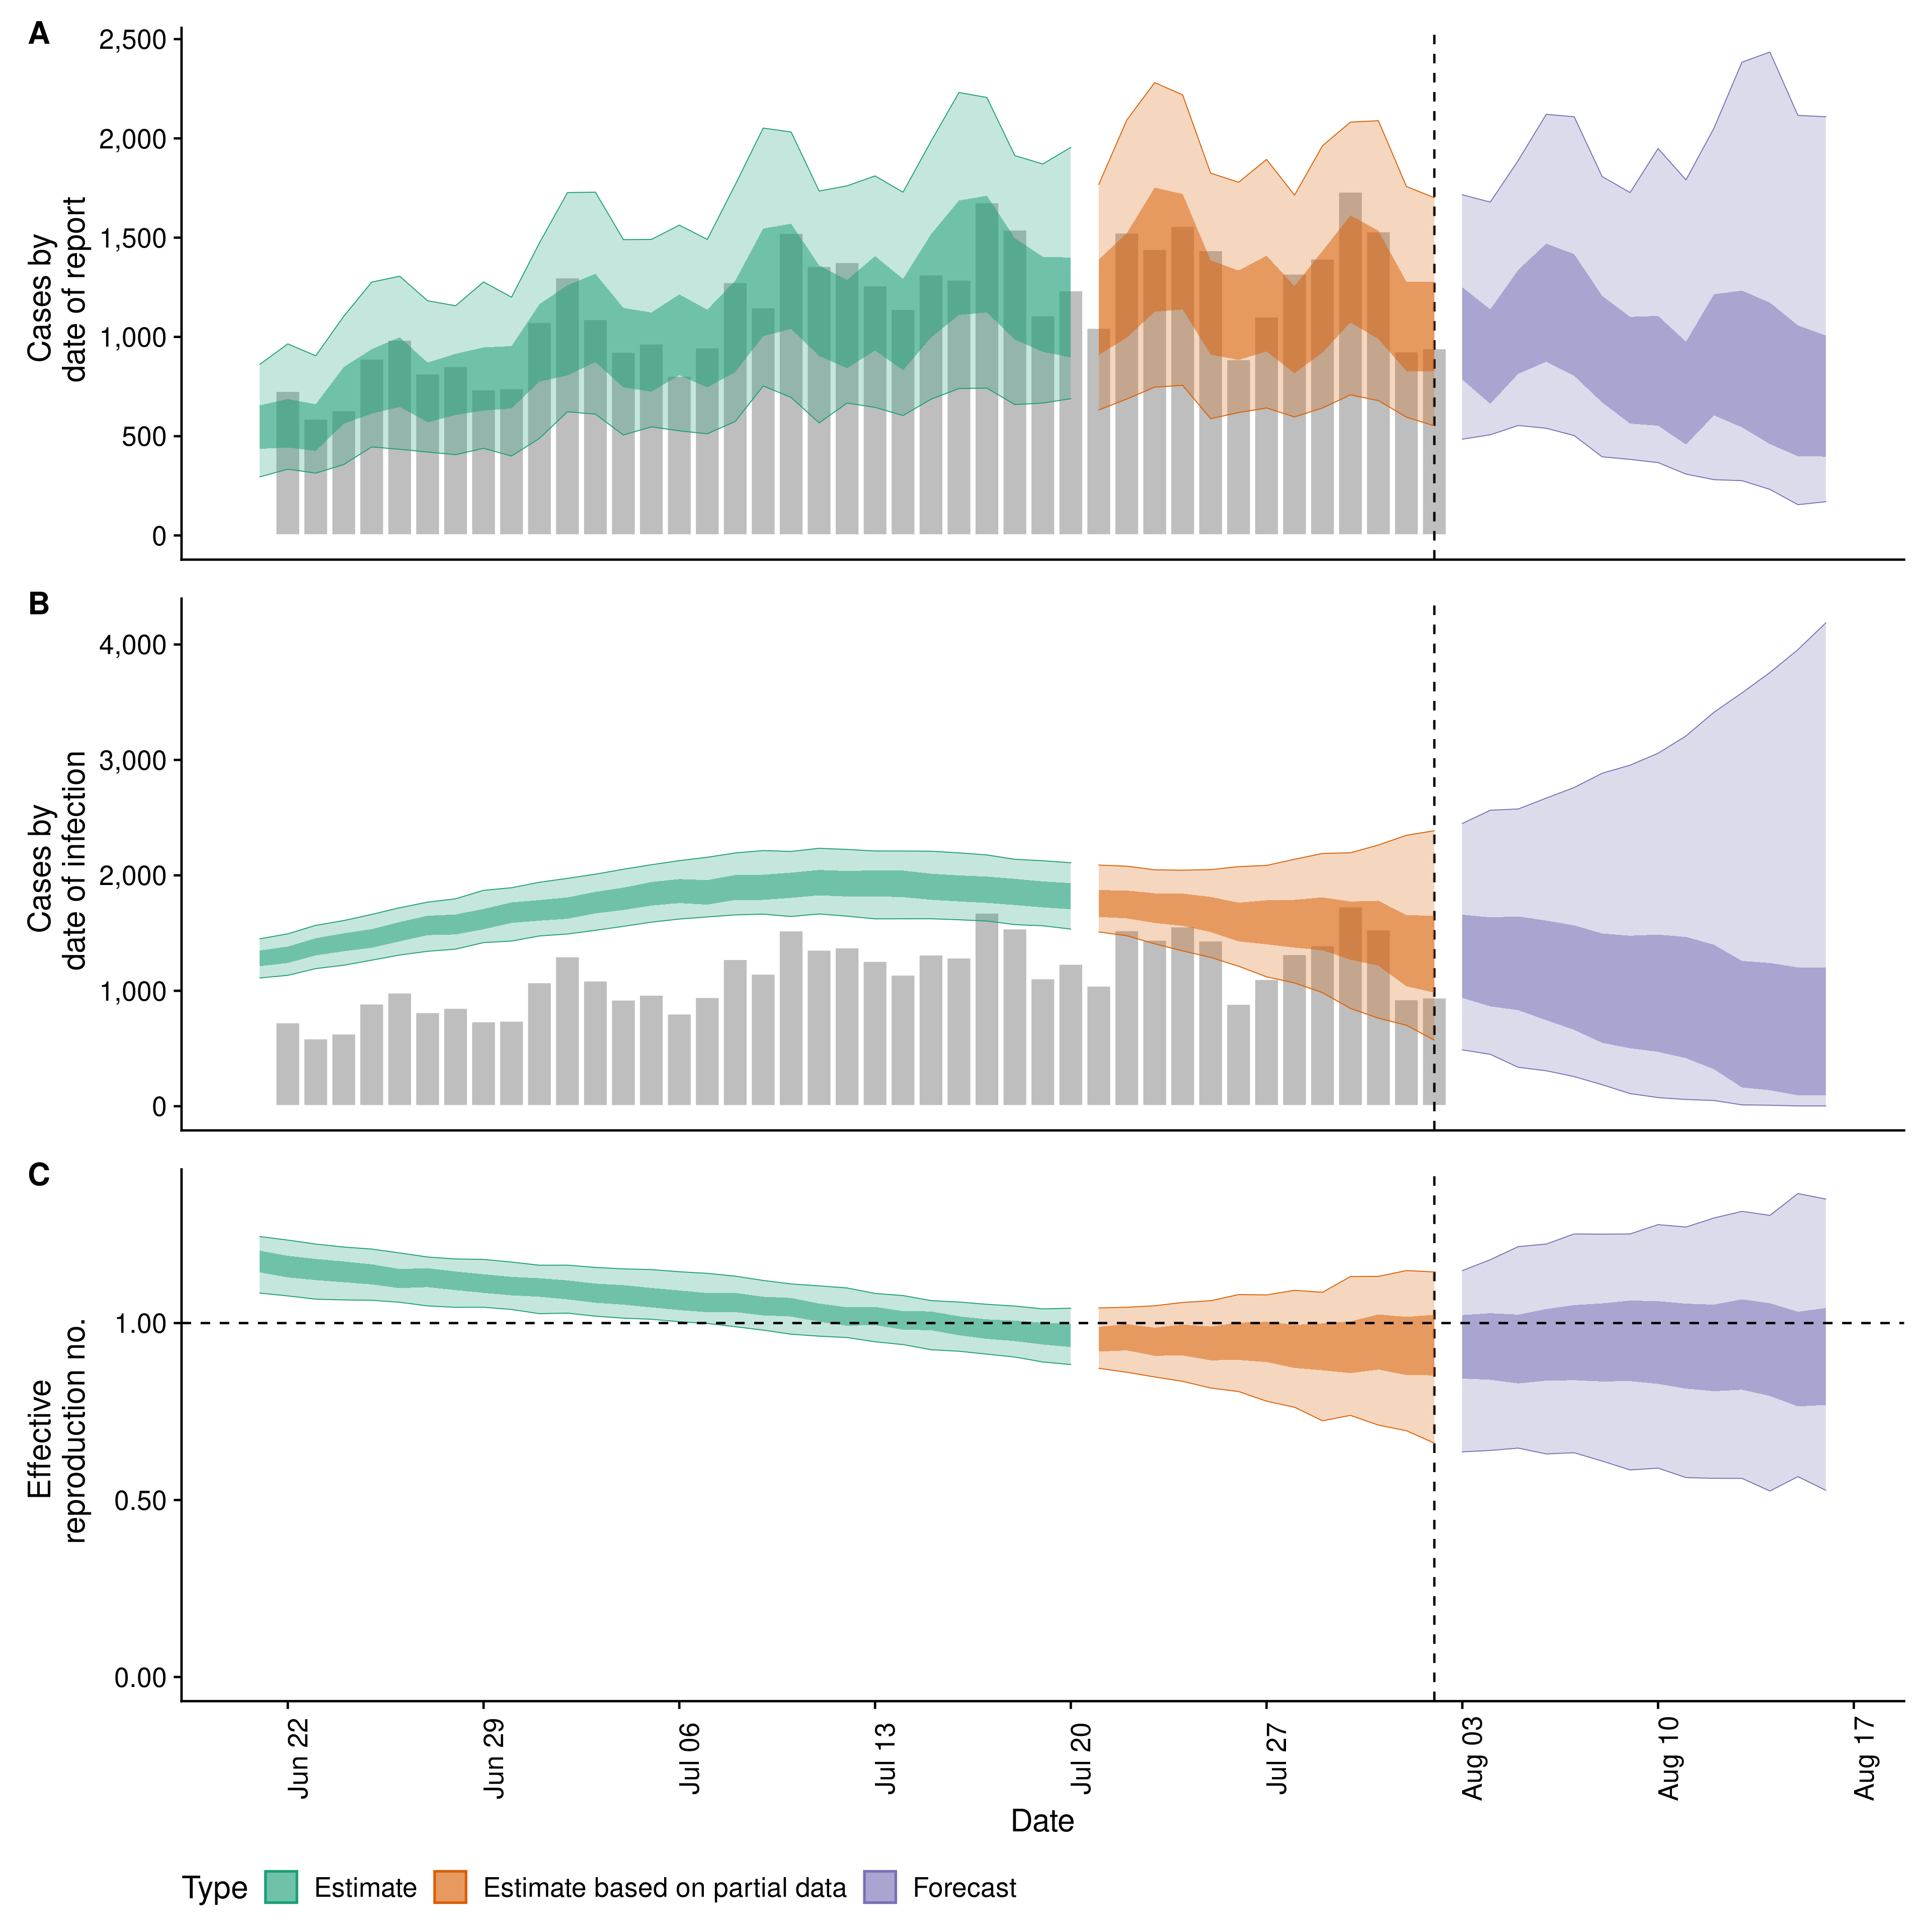 A
Cases by
date of report
2,500
2,000
1,500
1,000
500
0
B
Cases by
date of infection
4,000
3,000
2,000
1,000
0
C
Effective
reproduction no.
1.00
0.50
0.00
Jun 22
Jun 29
Jul 06
Jul 13
Jul 20
Jul 27
Aug 03
Aug 10
Aug 17
Date
Type Estimate Estimate based on partial data Forecast